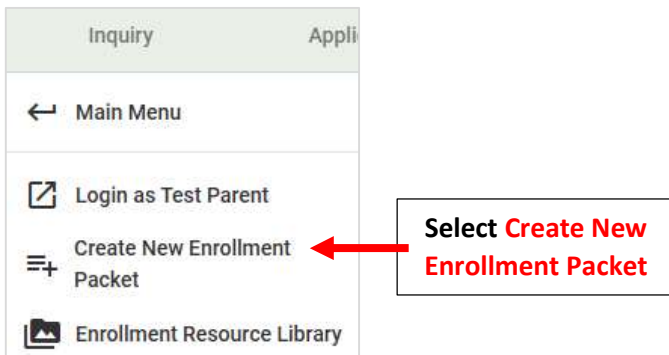 Inquiry Appli
Main Menu
Login as Test Parent
Create New Enrollment
Packet
Enrollment Resource Library
Select Create New
Enrollment Packet